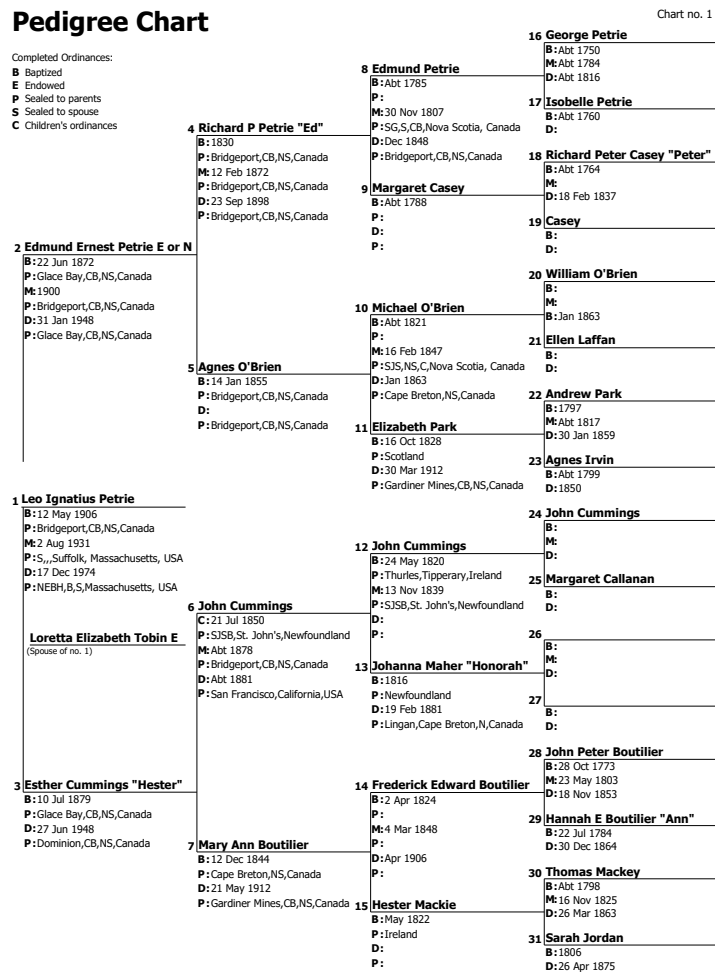 Pedigree Chart
Chart no. 1
Completed Ordinances:
B Baptized
E Endowed
P Sealed to parents
S Sealed to spouse
C Children's ordinances
1 Leo Ignatius Petrie
B: 12 May 1906
P: Bridgeport,CB,NS,Canada
M: 2 Aug 1931
P: S,,,Suffolk, Massachusetts, USA
D: 17 Dec 1974
P: NEBH,B,S,Massachusetts, USA
Loretta Elizabeth Tobin E
(Spouse of no. 1)
2 Edmund Ernest Petrie E or N
B: 22 Jun 1872
P: Glace Bay,CB,NS,Canada
M: 1900
P: Bridgeport,CB,NS,Canada
D: 31 Jan 1948
P: Glace Bay,CB,NS,Canada
3 Esther Cummings "Hester"
B: 10 Jul 1879
P: Glace Bay,CB,NS,Canada
D: 27 Jun 1948
P: Dominion,CB,NS,Canada
4 Richard P Petrie "Ed"
B: 1830
P: Bridgeport,CB,NS,Canada
M: 12 Feb 1872
P: Bridgeport,CB,NS,Canada
D: 23 Sep 1898
P: Bridgeport,CB,NS,Canada
5 Agnes O'Brien
B: 14 Jan 1855
P: Bridgeport,CB,NS,Canada
D:
P: Bridgeport,CB,NS,Canada
6 John Cummings
C: 21 Jul 1850
P: SJSB,St. John's,Newfoundland
M: Abt 1878
P: Bridgeport,CB,NS,Canada
D: Abt 1881
P: San Francisco,California,USA
7 Mary Ann Boutilier
B: 12 Dec 1844
P: Cape Breton,NS,Canada
D: 21 May 1912
P: Gardiner Mines,CB,NS,Canada
8 Edmund Petrie
B: Abt 1785
P:
M: 30 Nov 1807
P: SG,S,CB,Nova Scotia, Canada
D: Dec 1848
P: Bridgeport,CB,NS,Canada
9 Margaret Casey
B: Abt 1788
P:
D:
P:
10 Michael O'Brien
B: Abt 1821
P:
M: 16 Feb 1847
P: SJS,NS,C,Nova Scotia, Canada
D: Jan 1863
P: Cape Breton,NS,Canada
11 Elizabeth Park
B: 16 Oct 1828
P: Scotland
D: 30 Mar 1912
P: Gardiner Mines,CB,NS,Canada
12 John Cummings
B: 24 May 1820
P: Thurles,Tipperary,Ireland
M: 13 Nov 1839
P: SJSB,St. John's,Newfoundland
D:
P:
13 Johanna Maher "Honorah"
B: 1816
P: Newfoundland
D: 19 Feb 1881
P: Lingan,Cape Breton,N,Canada
14 Frederick Edward Boutilier
B: 2 Apr 1824
P:
M: 4 Mar 1848
P:
D: Apr 1906
P:
15 Hester Mackie
B: May 1822
P: Ireland
D:
P:
16 George Petrie
B: Abt 1750
M: Abt 1784
D: Abt 1816
17 Isobelle Petrie
B: Abt 1760
D:
18 Richard Peter Casey "Peter"
B: Abt 1764
M:
D: 18 Feb 1837
19 Casey
B:
D:
20 William O'Brien
B:
M:
B: Jan 1863
21 Ellen Laffan
B:
D:
22 Andrew Park
B: 1797
M: Abt 1817
D: 30 Jan 1859
23 Agnes Irvin
B: Abt 1799
D: 1850
24 John Cummings
B:
M:
D:
25 Margaret Callanan
B:
D:
26
B:
M:
D:
27
B:
D:
28 John Peter Boutilier
B: 28 Oct 1773
M: 23 May 1803
D: 18 Nov 1853
29 Hannah E Boutilier "Ann"
B: 22 Jul 1784
D: 30 Dec 1864
30 Thomas Mackey
B: Abt 1798
M: 16 Nov 1825
D: 26 Mar 1863
31 Sarah Jordan
B: 1806
D: 26 Apr 1875